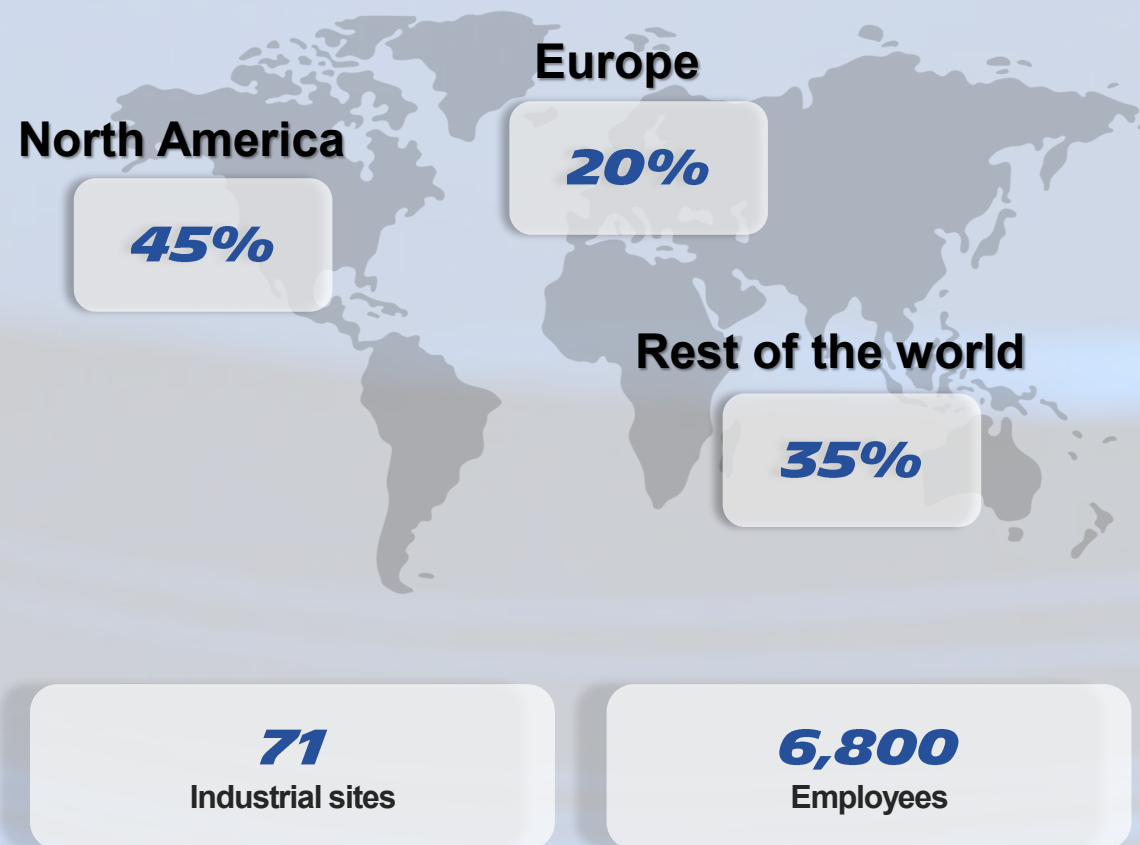 Europe
20%
North America
45%
Rest of the world
35%
71
Industrial sites
6,800
Employees